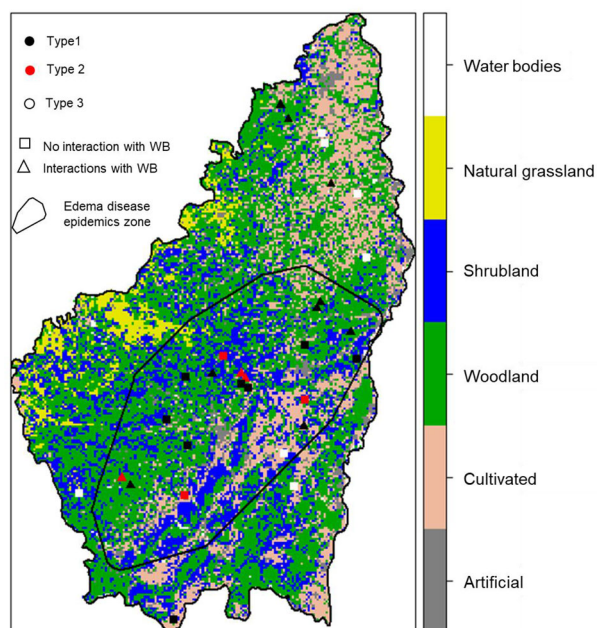 Type1
Type 2
Type 3
No interaction with WB
Interactions with WB
Edema disease
epidemics zone
Water bodies
Natural grassland
Shrubland
Woodland
Cultivated
Artificial